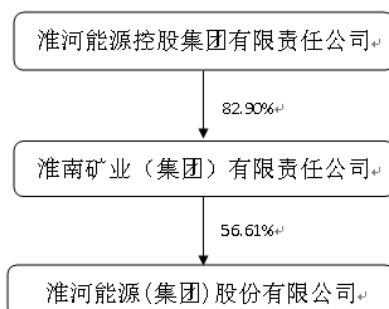 淮河能源控股集团有限责任公司
82.90%
淮南矿业（集团）有限责任公司
56.61%
淮河能源(集团)股份有限公司